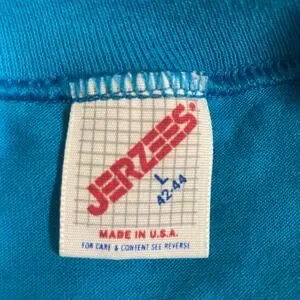 JERZEES®
L
42-44
MADE IN U.S.A.
FOR CARE & CONTENT SEE REVERSE